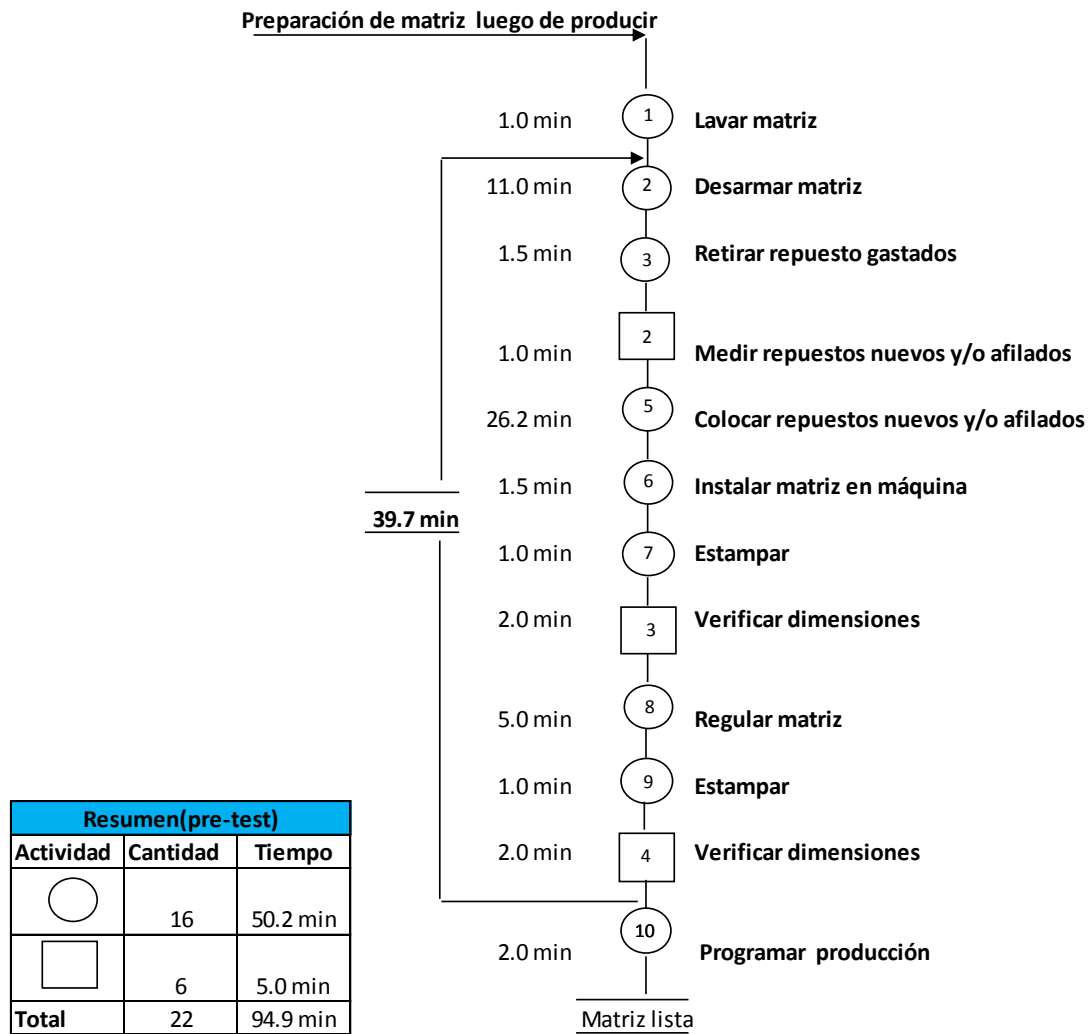 Preparación de matriz luego de producir
1.0 min 1 Lavar matriz
11.0 min 2 Desarmar matriz
1.5 min 3 Retirar repuesto gastados
2
1.0 min Medir repuestos nuevos y/o afilados
26.2 min 5 Colocar repuestos nuevos y/o afilados
1.5 min 6 Instalar matriz en máquina
39.7 min
1.0 min 7 Estampar
2.0 min 3 Verificar dimensiones
5.0 min 8 Regular matriz
1.0 min 9 Estampar
2.0 min 4 Verificar dimensiones
2.0 min 10 Programar producción
Matriz lista
Resumen(pre-test)
Actividad Cantidad Tiempo
16 50.2 min
6 5.0 min
Total 22 94.9 min